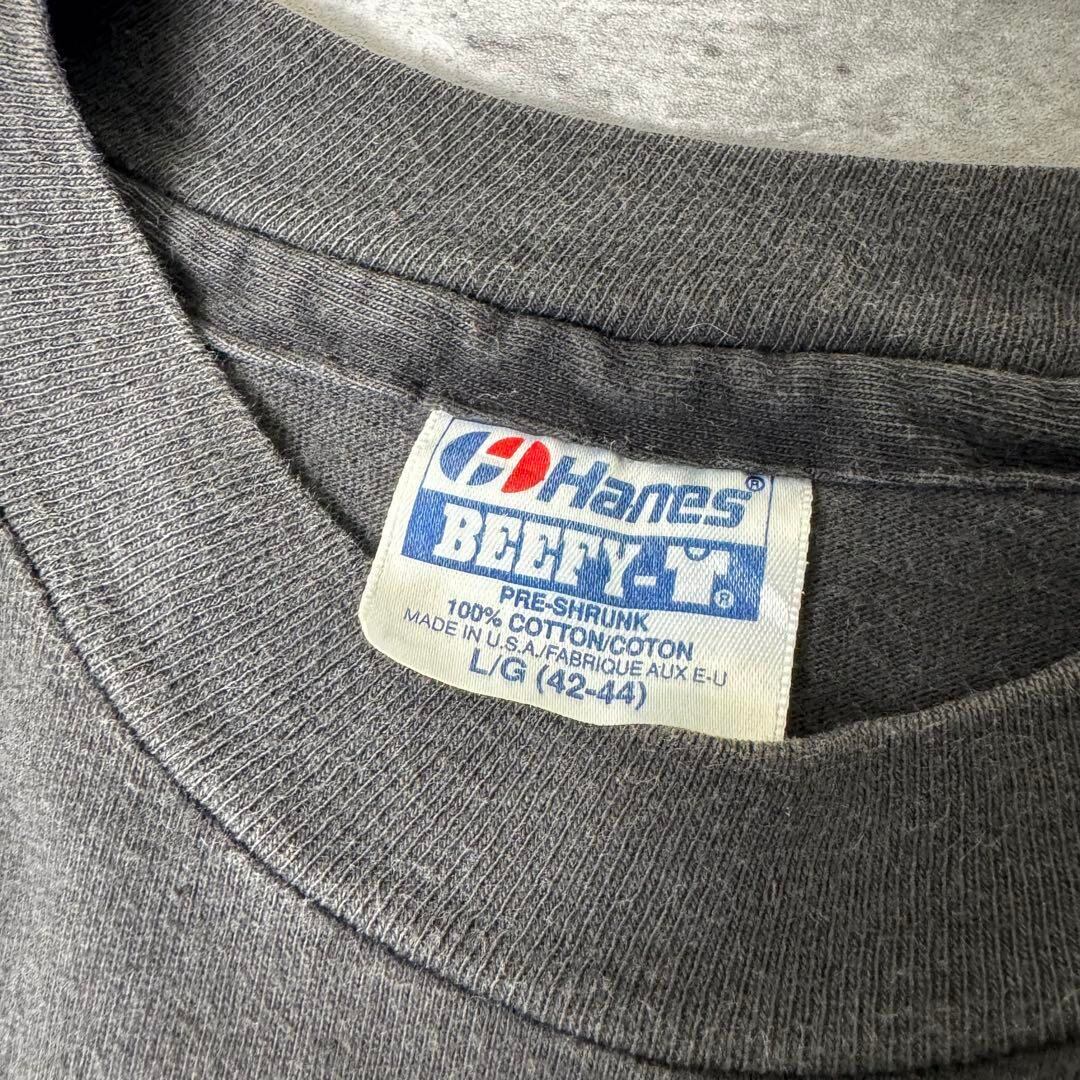 Hanes®
BEEFY-T®
PRE-SHRUNK
100% COTTON/COTON
MADE IN U.S.A./FABRIQUE AUX E-U
L/G (42-44)